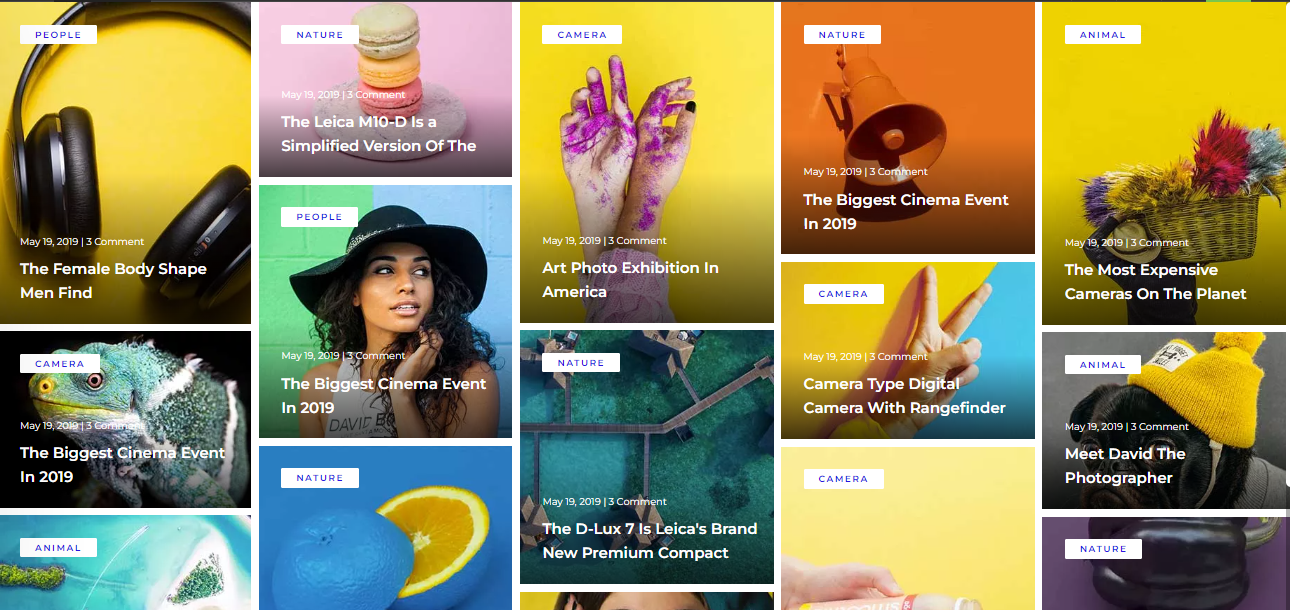 PEOPLE
May 19, 2019 | 3 Comment
The Female Body Shape
Men Find
CAMERA
May 19, 2019 | 3 Comment
The Biggest Cinema Event
In 2019
ANIMAL
NATURE
May 19, 2019 | 3 Comment
The Leica M10-D Is a
Simplified Version Of The
PEOPLE
May 19, 2019 | 3 Comment
The Biggest Cinema Event
In 2019
DAVID B
NATURE
CAMERA
May 19, 2019 | 3 Comment
Art Photo Exhibition In
America
NATURE
May 19, 2019 | 3 Comment
The D-Lux 7 Is Leica's Brand
New Premium Compact
NATURE
May 19, 2019 | 3 Comment
The Biggest Cinema Event
In 2019
CAMERA
May 19, 2019 | 3 Comment
Camera Type Digital
Camera With Rangefinder
CAMERA
ANIMAL
May 19, 2019 | 3 Comment
The Most Expensive
Cameras On The Planet
ANIMAL
May 19, 2019 | 3 Comment
Meet David The
Photographer
NATURE